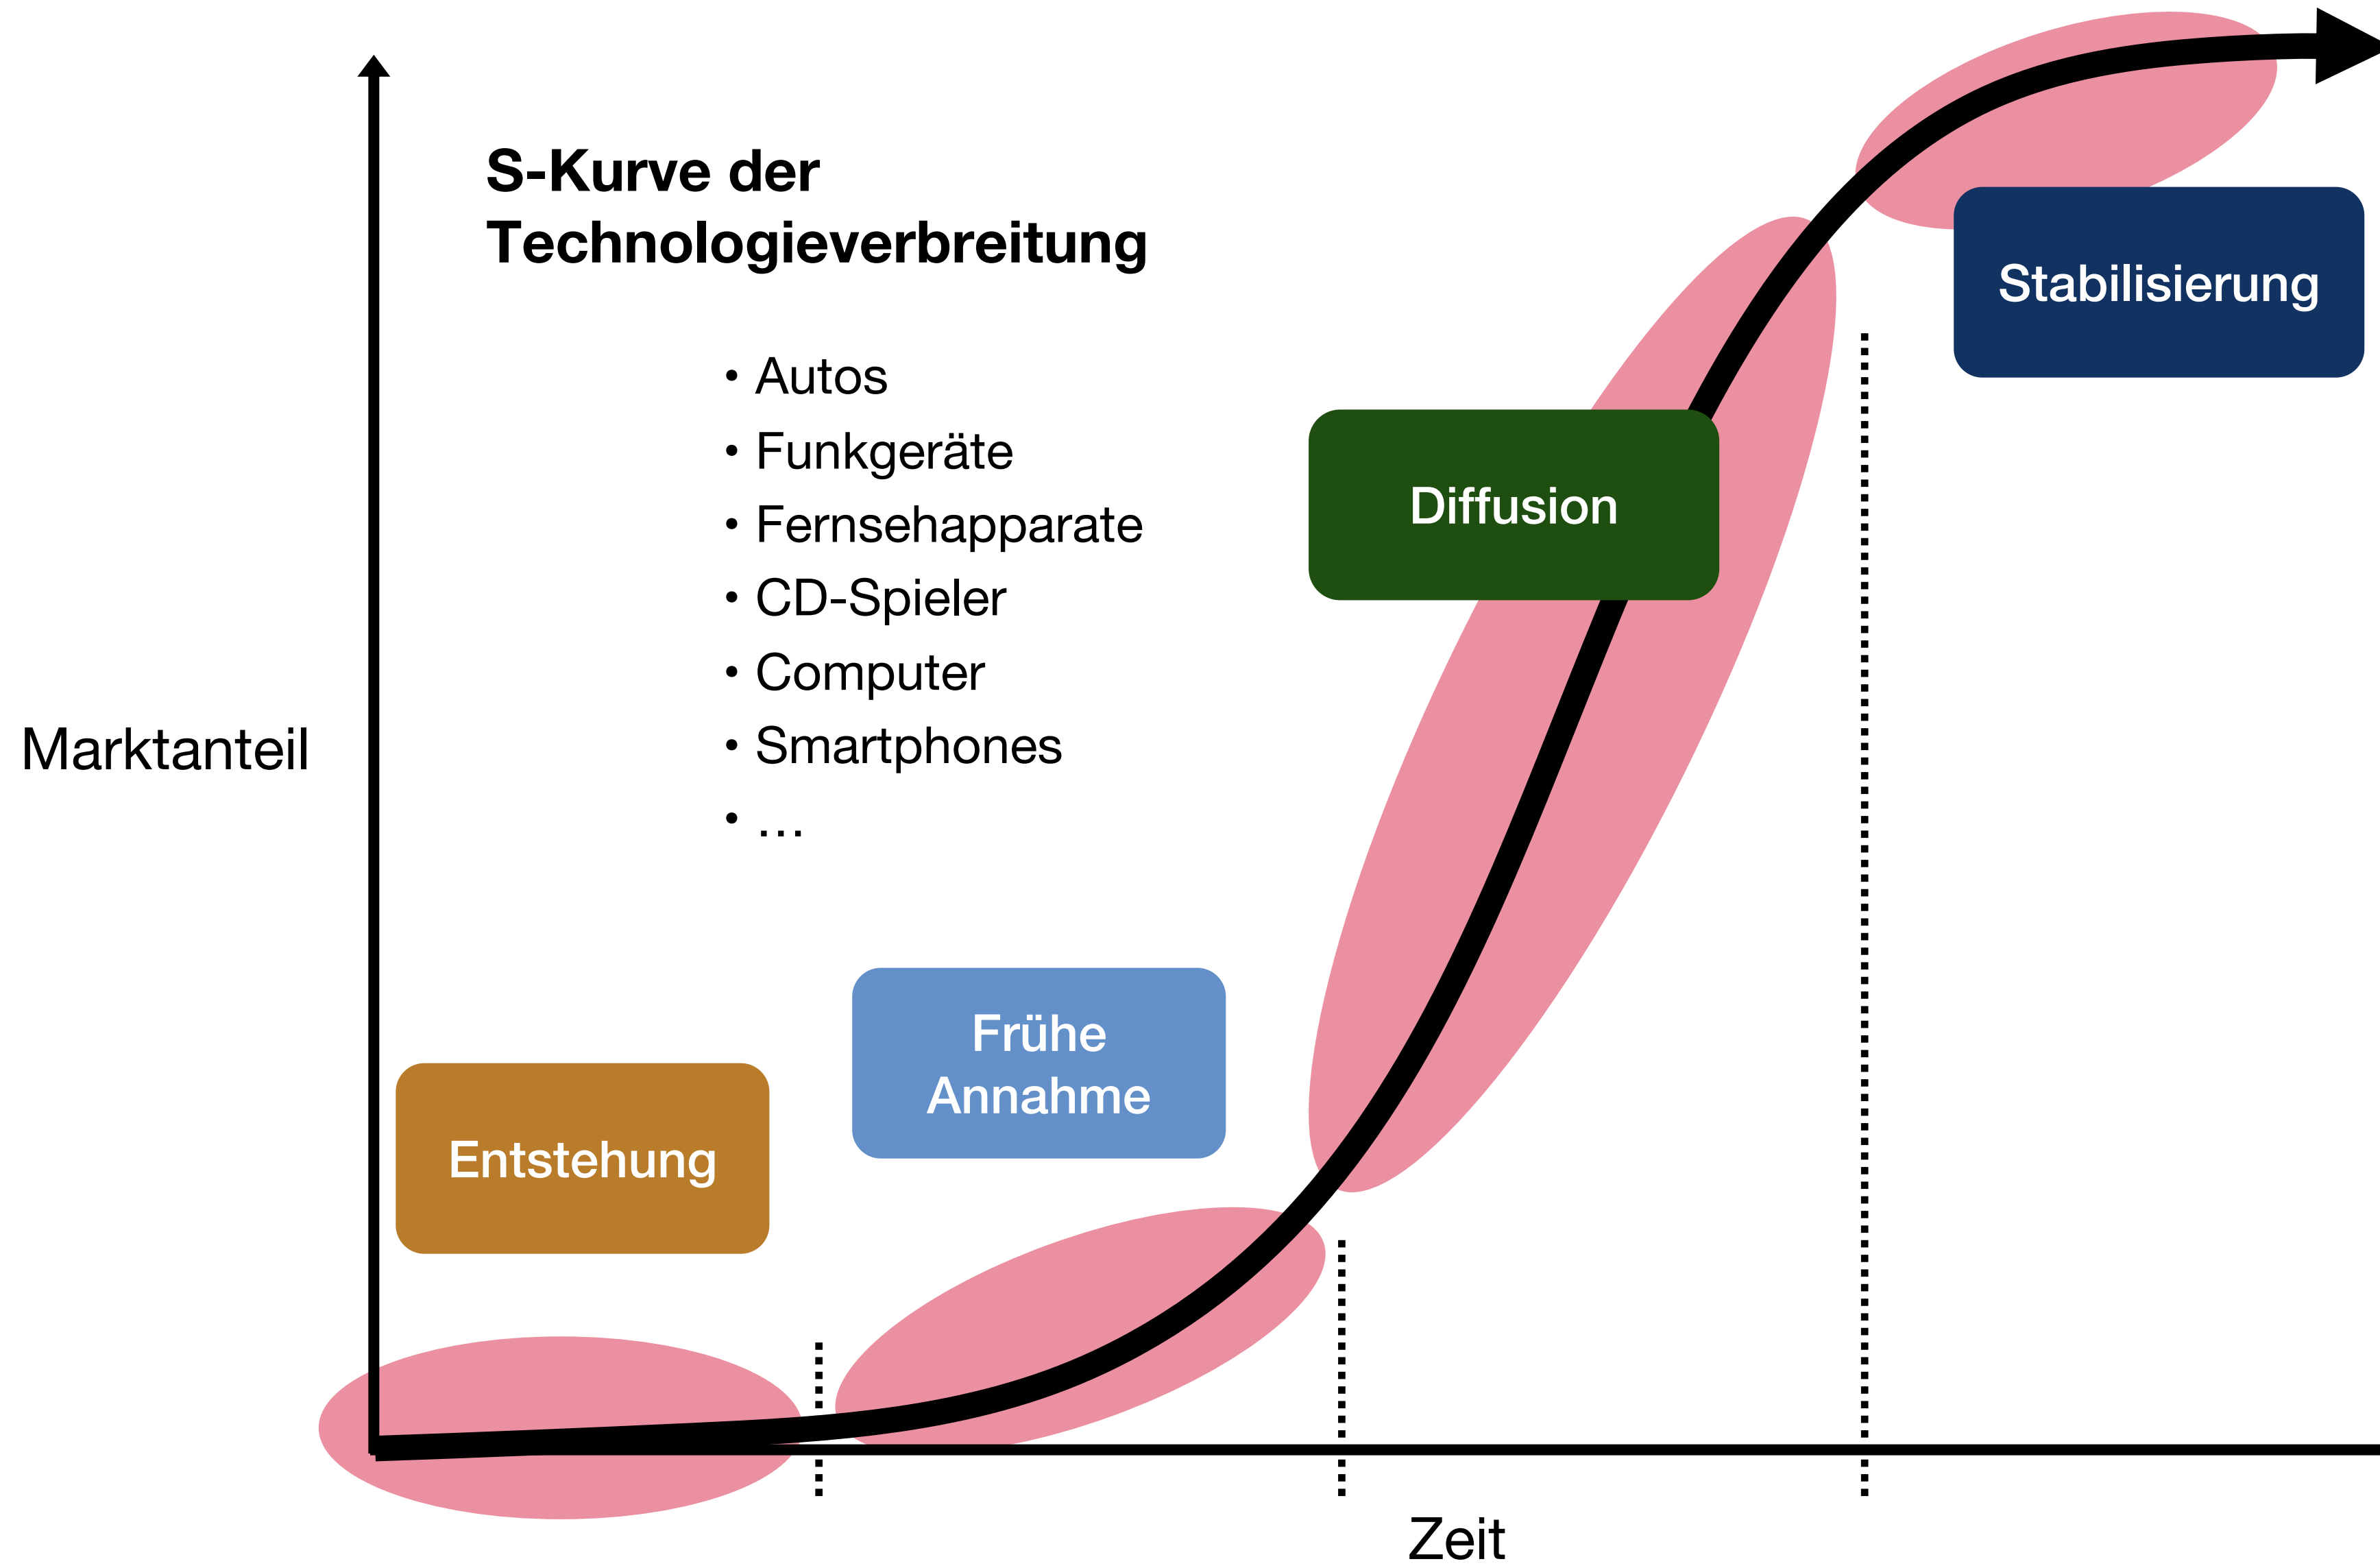 S-Kurve der
Technologieverbreitung
• Autos
• Funkgeräte
• Fernsehapparate
• CD-Spieler
• Computer
• Smartphones
• …
Marktanteil
Entstehung
Frühe
Annahme
Diffusion
Stabilisierung
Zeit